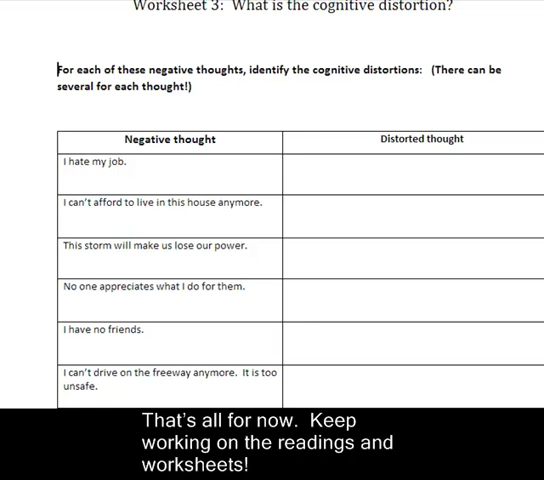 Worksheet 3:  What is the cognitive distortion?
For each of these negative thoughts, identify the cognitive distortions:   (There can be
several for each thought!)
Negative thought
Distorted thought
I hate my job.
I can't afford to live in this house anymore.
This storm will make us lose our power.
No one appreciates what I do for them.
I have no friends.
I can't drive on the freeway anymore.  It is too
unsafe.
That's all for now.  Keep
working on the readings and
worksheets!